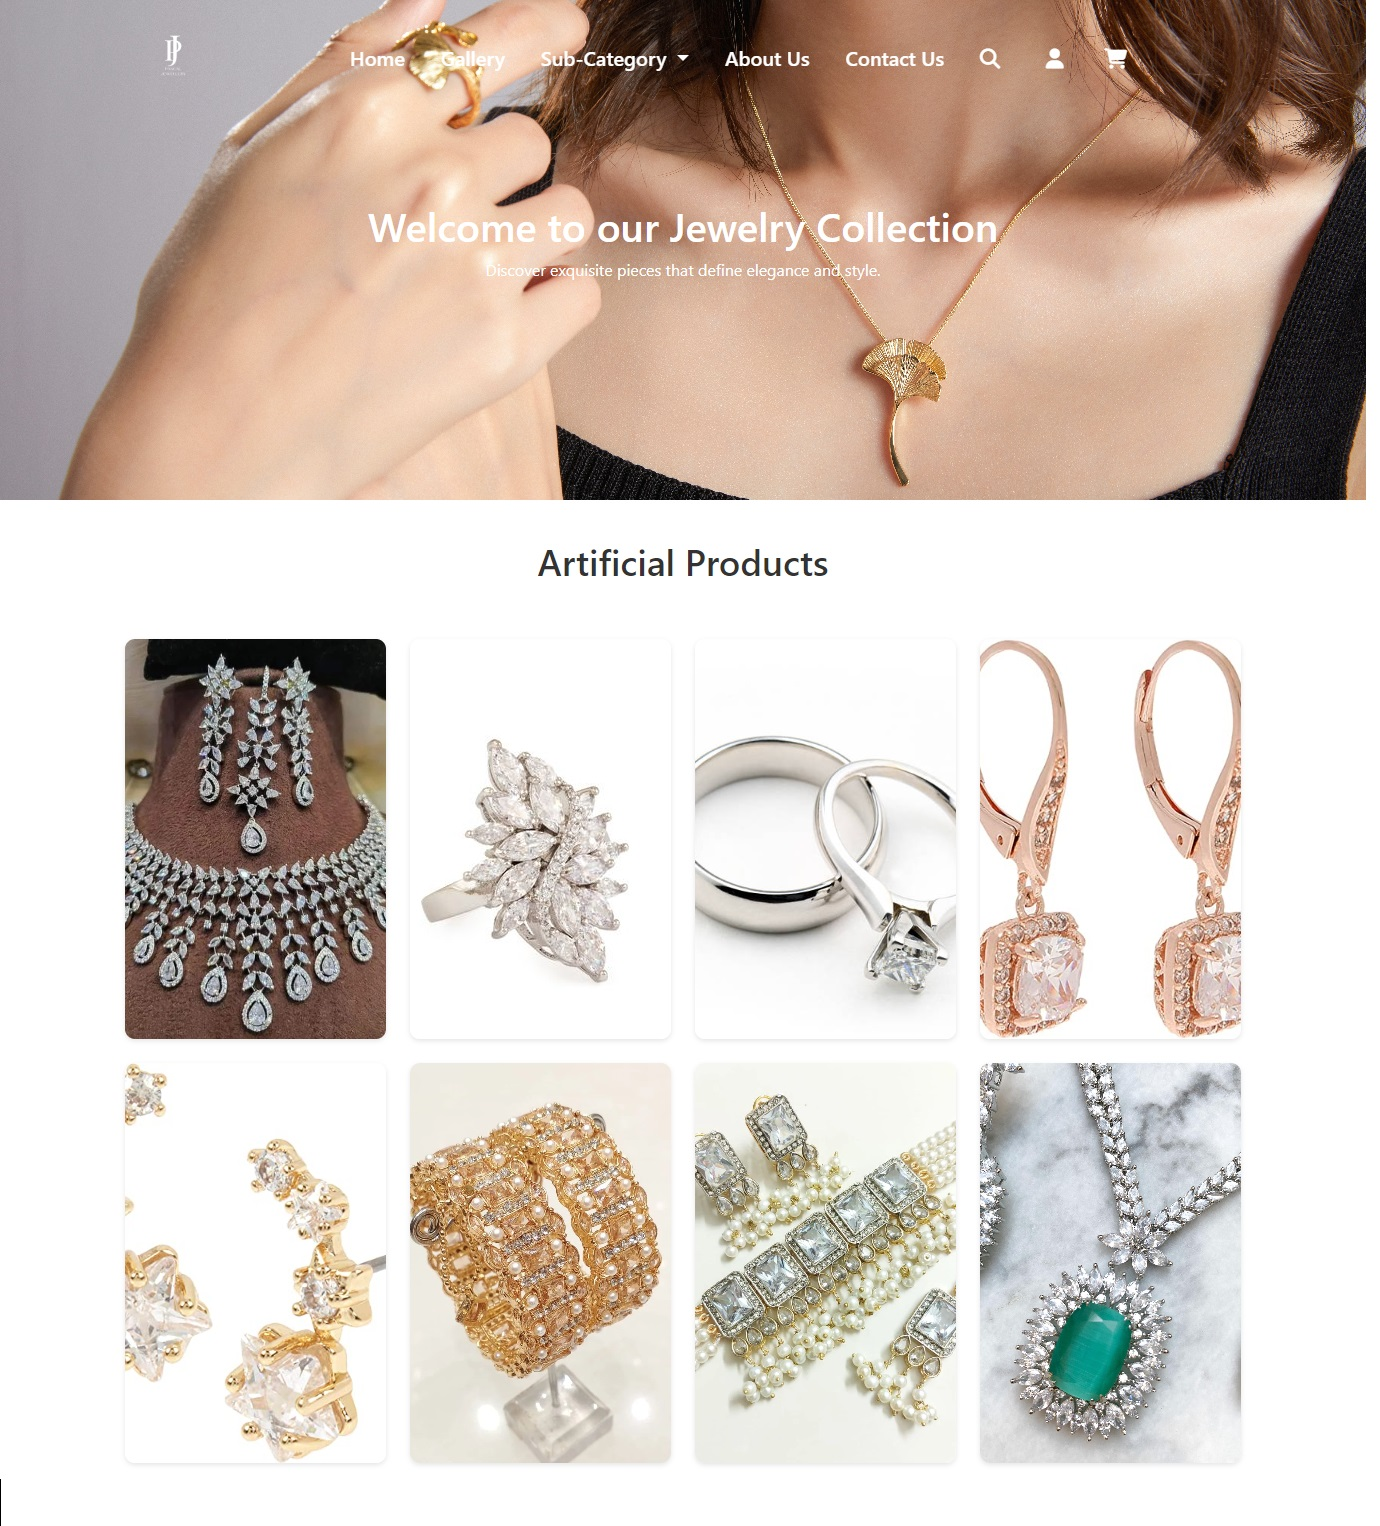 Home Gallery Sub-Category About Us Contact Us
Welcome to our Jewelry Collection
Discover exquisite pieces that define elegance and style.
Artificial Products